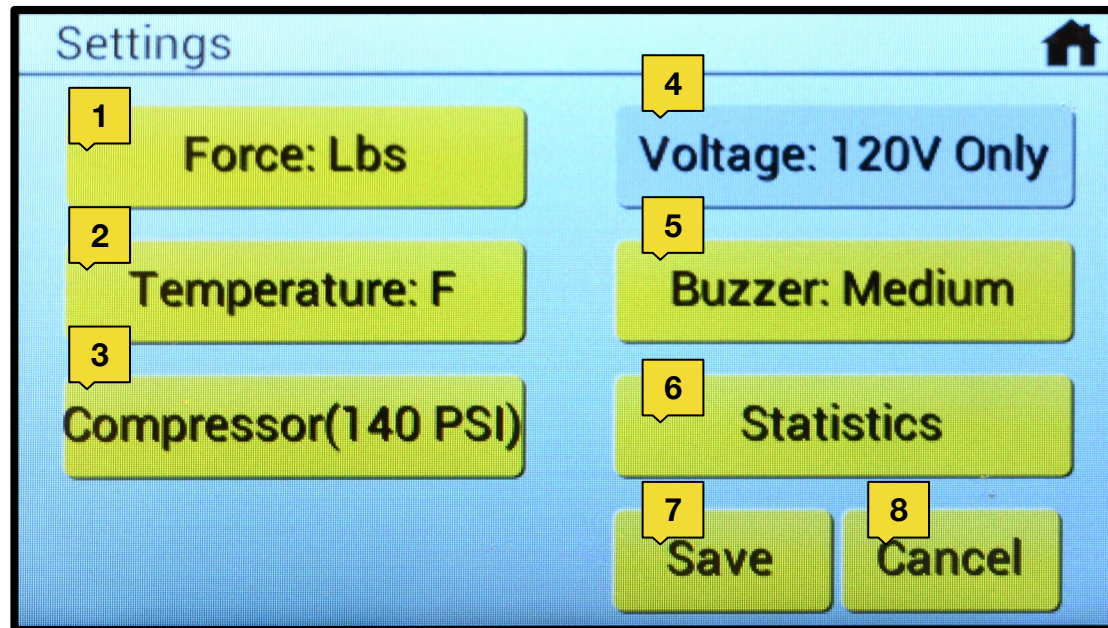 Settings
1
Force: Lbs
4
Voltage: 120V Only
2
Temperature: F
5
Buzzer: Medium
3
Compressor(140 PSI)
6
Statistics
7
Save
8
Cancel